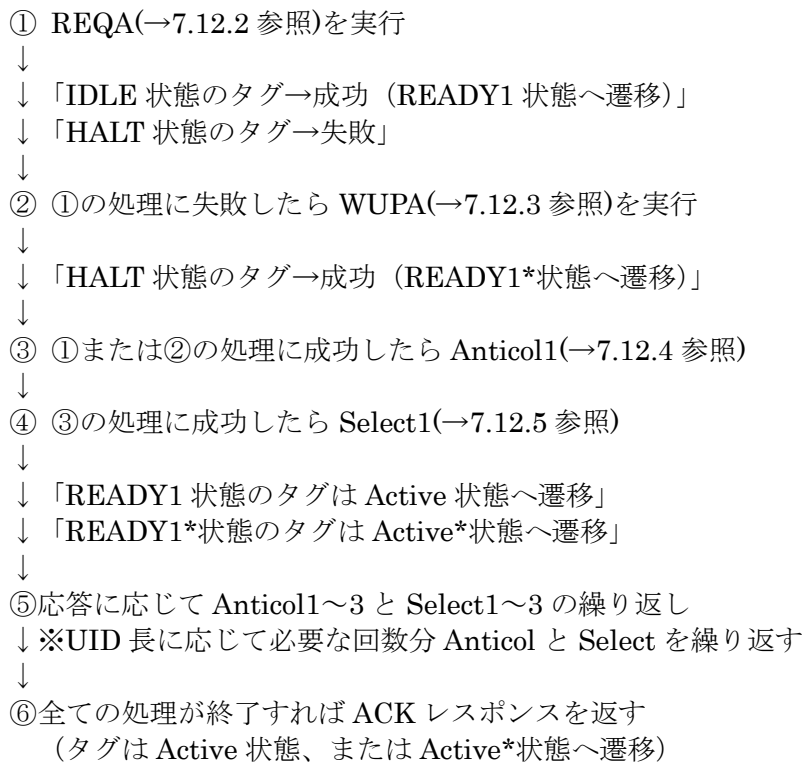 ① REQA(→7.12.2 参照)を実行
↓
↓「IDLE 状態のタグ→成功（READY1 状態へ遷移）」
↓「HALT 状態のタグ→失敗」
↓
② ①の処理に失敗したら WUPA(→7.12.3 参照)を実行
↓
↓「HALT 状態のタグ→成功（READY1*状態へ遷移）」
↓
③ ①または②の処理に成功したら Anticol1(→7.12.4 参照)
↓
④ ③の処理に成功したら Select1(→7.12.5 参照)
↓
↓「READY1 状態のタグは Active 状態へ遷移」
↓「READY1*状態のタグは Active*状態へ遷移」
↓
⑤応答に応じて Anticol1～3 と Select1～3 の繰り返し
↓※UID 長に応じて必要な回数分 Anticol と Select を繰り返す
↓
⑥全ての処理が終了すれば ACK レスポンスを返す
（タグは Active 状態、または Active*状態へ遷移）